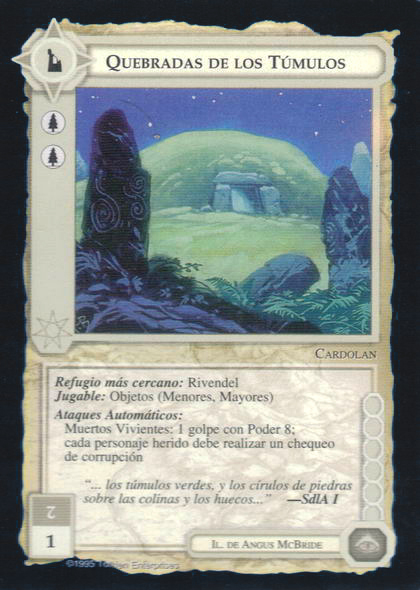 QUEBRADAS DE LOS TÚMULOS
CARDOLAN
Refugio más cercano: Rivendel
Jugable: Objetos (Menores, Mayores)
Ataques Automáticos:
Muertos Vivientes: 1 golpe con Poder 8;
cada personaje herido debe realizar un chequeo
de corrupción
"... los túmulos verdes, y los círulos de piedras
sobre las colinas y los huecos..." —SdlA I
2
1
IL. DE ANGUS MCBRIDE
©1995 Tolkien Enterprises